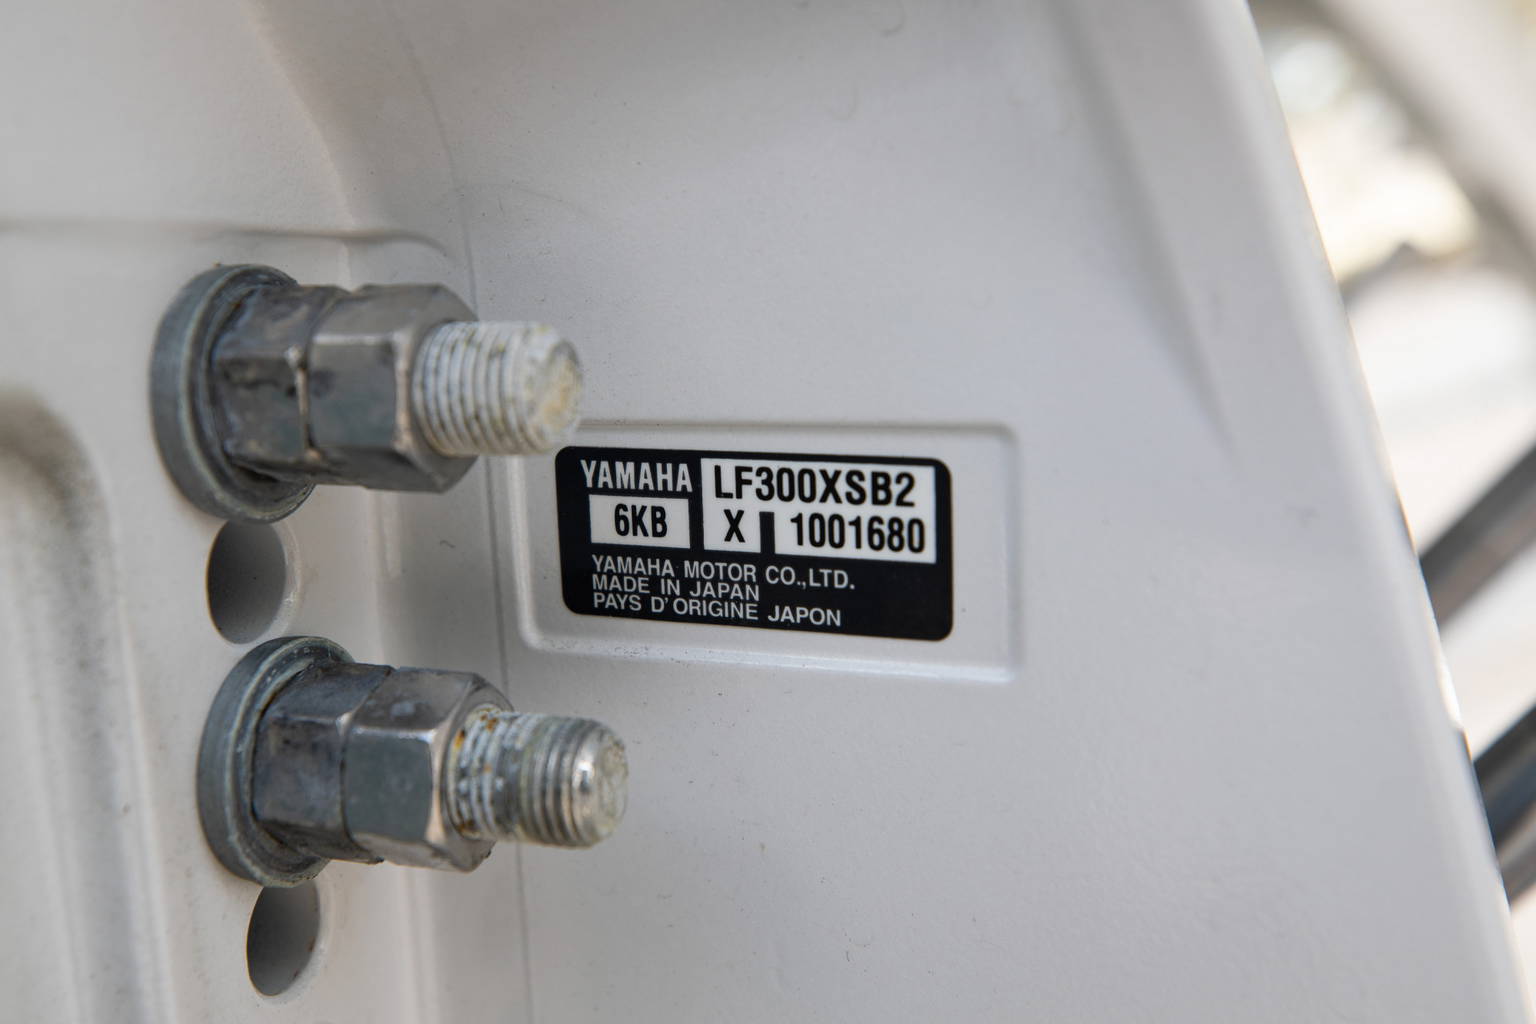 YAMAHA LF300XSB2
6KB X 1001680
YAMAHA MOTOR CO.,LTD.
MADE IN JAPAN
PAYS D'ORIGINE JAPON